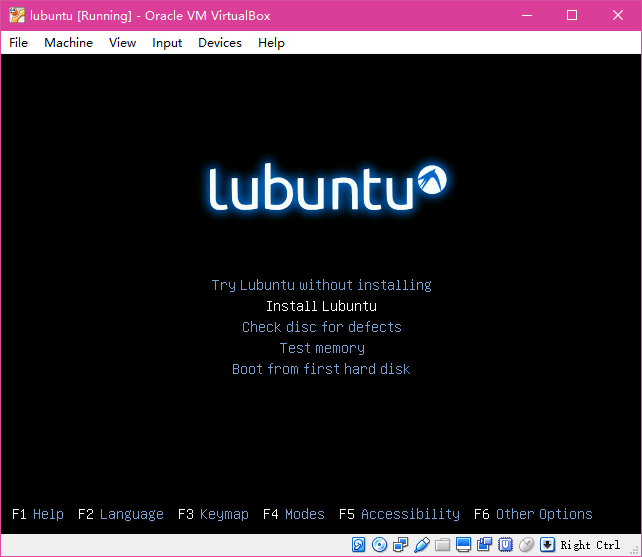 lubuntu [Running] - Oracle VM VirtualBox
File Machine View Input Devices Help
lubuntu
Try Lubuntu without installing
Install Lubuntu
Check disc for defects
Test memory
Boot from first hard disk
F1 Help F2 Language F3 Keymap F4 Modes F5 Accessibility F6 Other Options
Right Ctrl